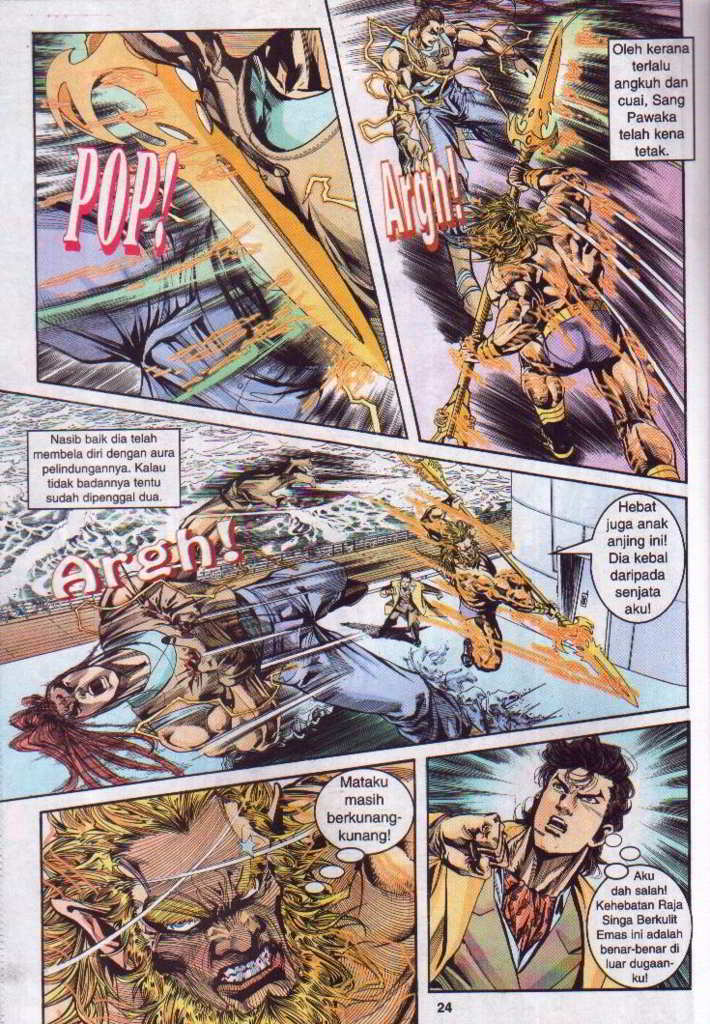 POP!
Oleh kerana
terlalu
angkuh dan
cuai, Sang
Pawaka
telah kena
tetak.
Argh!
Nasib baik dia telah
membela diri dengan aura
pelindungannya. Kalau
tidak badannya tentu
sudah dipenggal dua.
Argh!
Hebat
juga anak
anjing ini!
Dia kebal
daripada
senjata
aku!
Mataku
masih
berkunang-
kunang!
Aku
dah salah!
Kehebatan Raja
Singa Berkulit
Emas ini adalah
benar-benar di
luar dugaan-
ku!
24